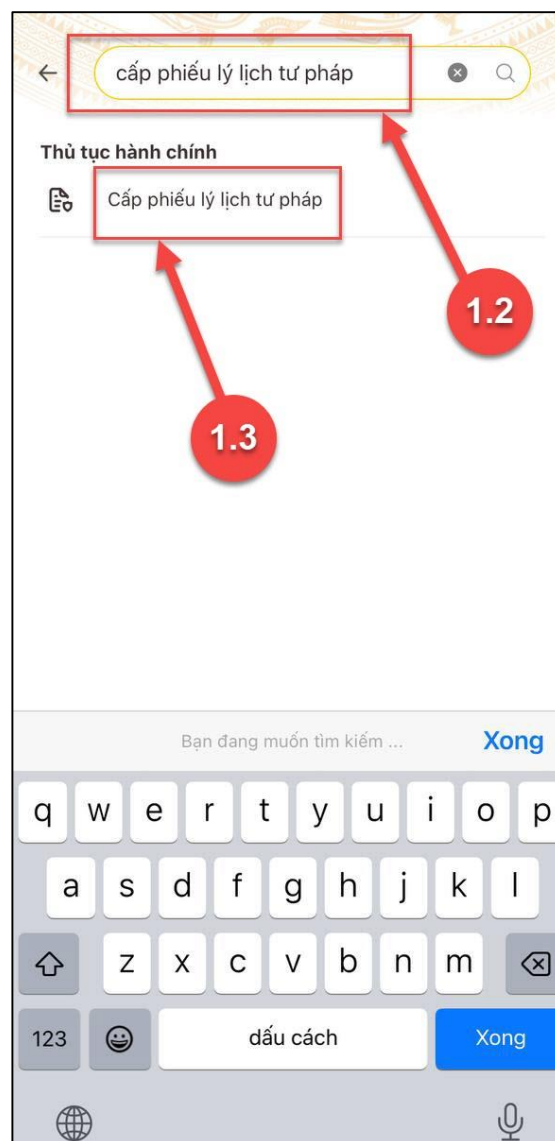 cấp phiếu lý lịch tư pháp
Thủ tục hành chính
Cấp phiếu lý lịch tư pháp
1.2
1.3
Bạn đang muốn tìm kiếm ...
Xong
q w e r t y u i o p
a s d f g h j k l
z x c v b n m
123 dấu cách Xong